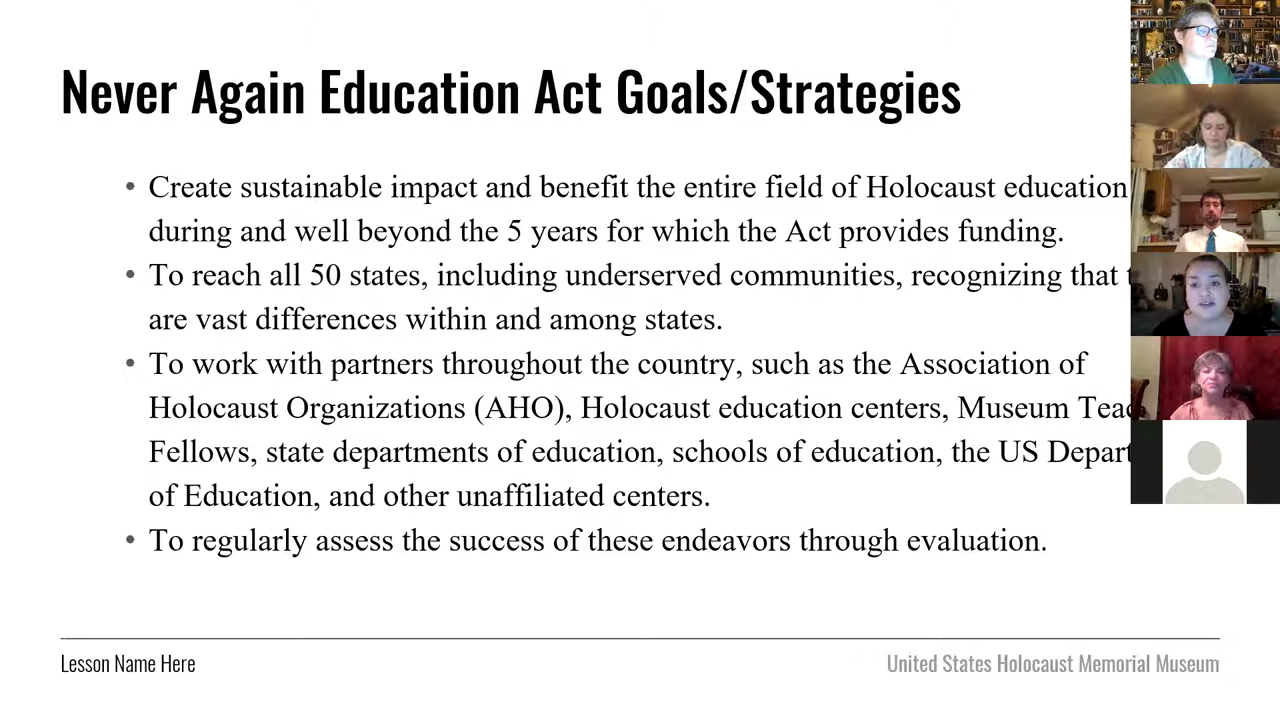 Never Again Education Act Goals/Strategies
• Create sustainable impact and benefit the entire field of Holocaust education
during and well beyond the 5 years for which the Act provides funding.
• To reach all 50 states, including underserved communities, recognizing that
are vast differences within and among states.
• To work with partners throughout the country, such as the Association of
Holocaust Organizations (AHO), Holocaust education centers, Museum
Fellows, state departments of education, schools of education, the US
of Education, and other unaffiliated centers.
• To regularly assess the success of these endeavors through evaluation.
Lesson Name Here
United States Holocaust Memorial Museum